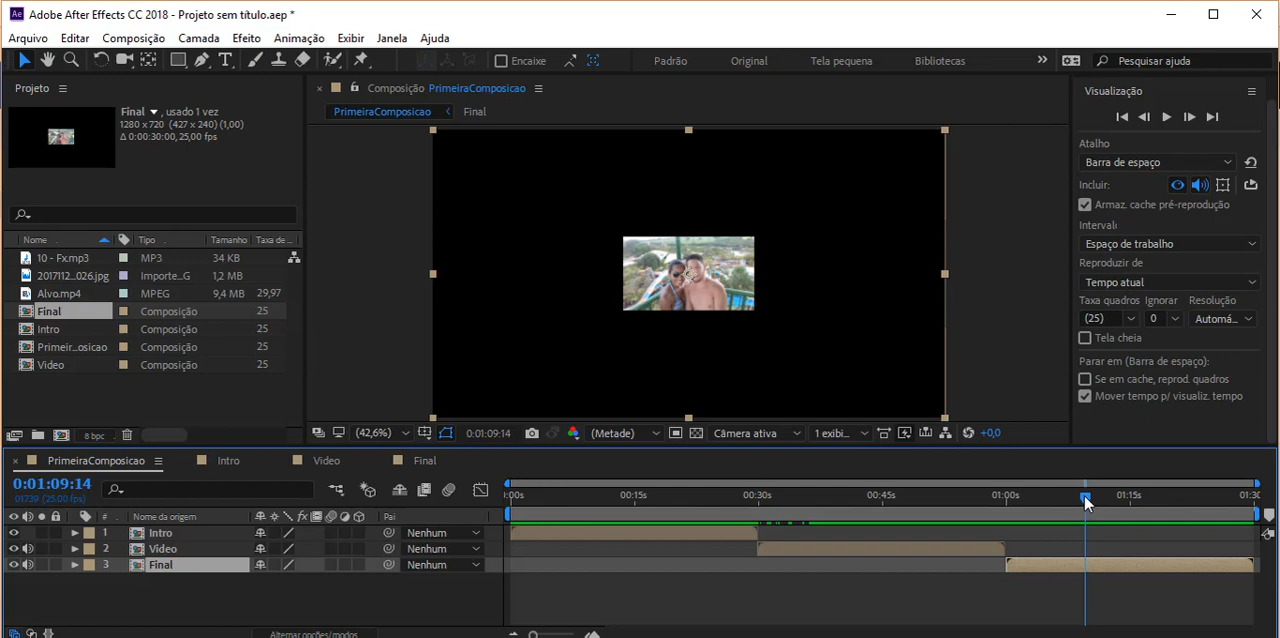 Ae Adobe After Effects CC 2018 - Projeto sem título.aep *
Arquivo Editar Composição Camada Efeito Animação Exibir Janela Ajuda
T Encaixe Padrão Original Tela pequena Bibliotecas » Pesquisar ajuda
Projeto
Final ▼ , usado 1 vez
1280 x 720 (427 x 240) (1,00)
Δ 0:00:30:00, 25,00 fps
Nome Tipo Tamanho Taxa de ...
10 - Fx.mp3 MP3 34 KB
2017112_026.jpg Importe...G 1,2 MB
Alvo.mp4 MPEG 9,4 MB 29,97
Final Composição 25
Intro Composição 25
Primeir...osicao Composição 25
Video Composição 25
8 bpc
× Composição PrimeiraComposicao
PrimeiraComposicao Final
(42,6%) 0:01:09:14 (Metade) Câmera ativa 1 exibi... +0,0
Visualização
Atalho
Barra de espaço
Incluir:
Armaz. cache pré-reprodução
Intervalo
Espaço de trabalho
Reproduzir de
Tempo atual
Taxa quadros Ignorar Resolução
(25) 0 Automá...
Tela cheia
Parar em (Barra de espaço):
Se em cache, reprod. quadros
Mover tempo p/ visualiz. tempo
× PrimeiraComposicao Intro Video Final
0:01:09:14
01739 (25.00 fps)
0:00s 00:15s 00:30s 00:45s 01:00s 01:15s 01:30
# Nome da origem fx Pai
1 Intro Nenhum
2 Video Nenhum
3 Final Nenhum
Alternar opções/modos